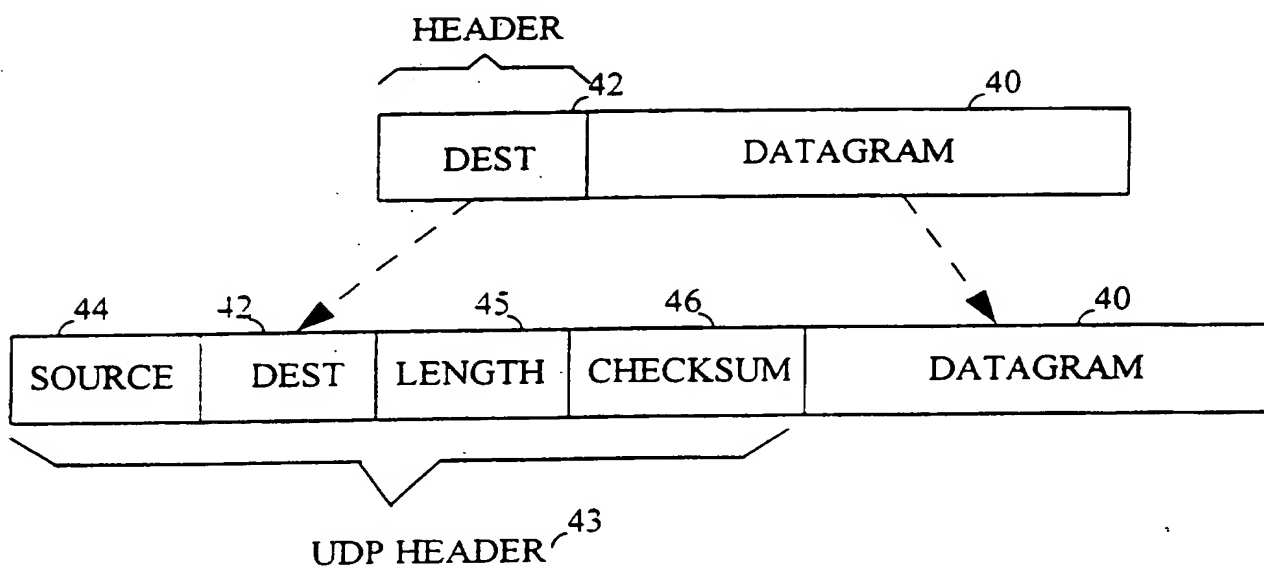 HEADER
42
40
DEST
DATAGRAM
44
42
45
46
40
SOURCE
DEST
LENGTH
CHECKSUM
DATAGRAM
UDP HEADER
43